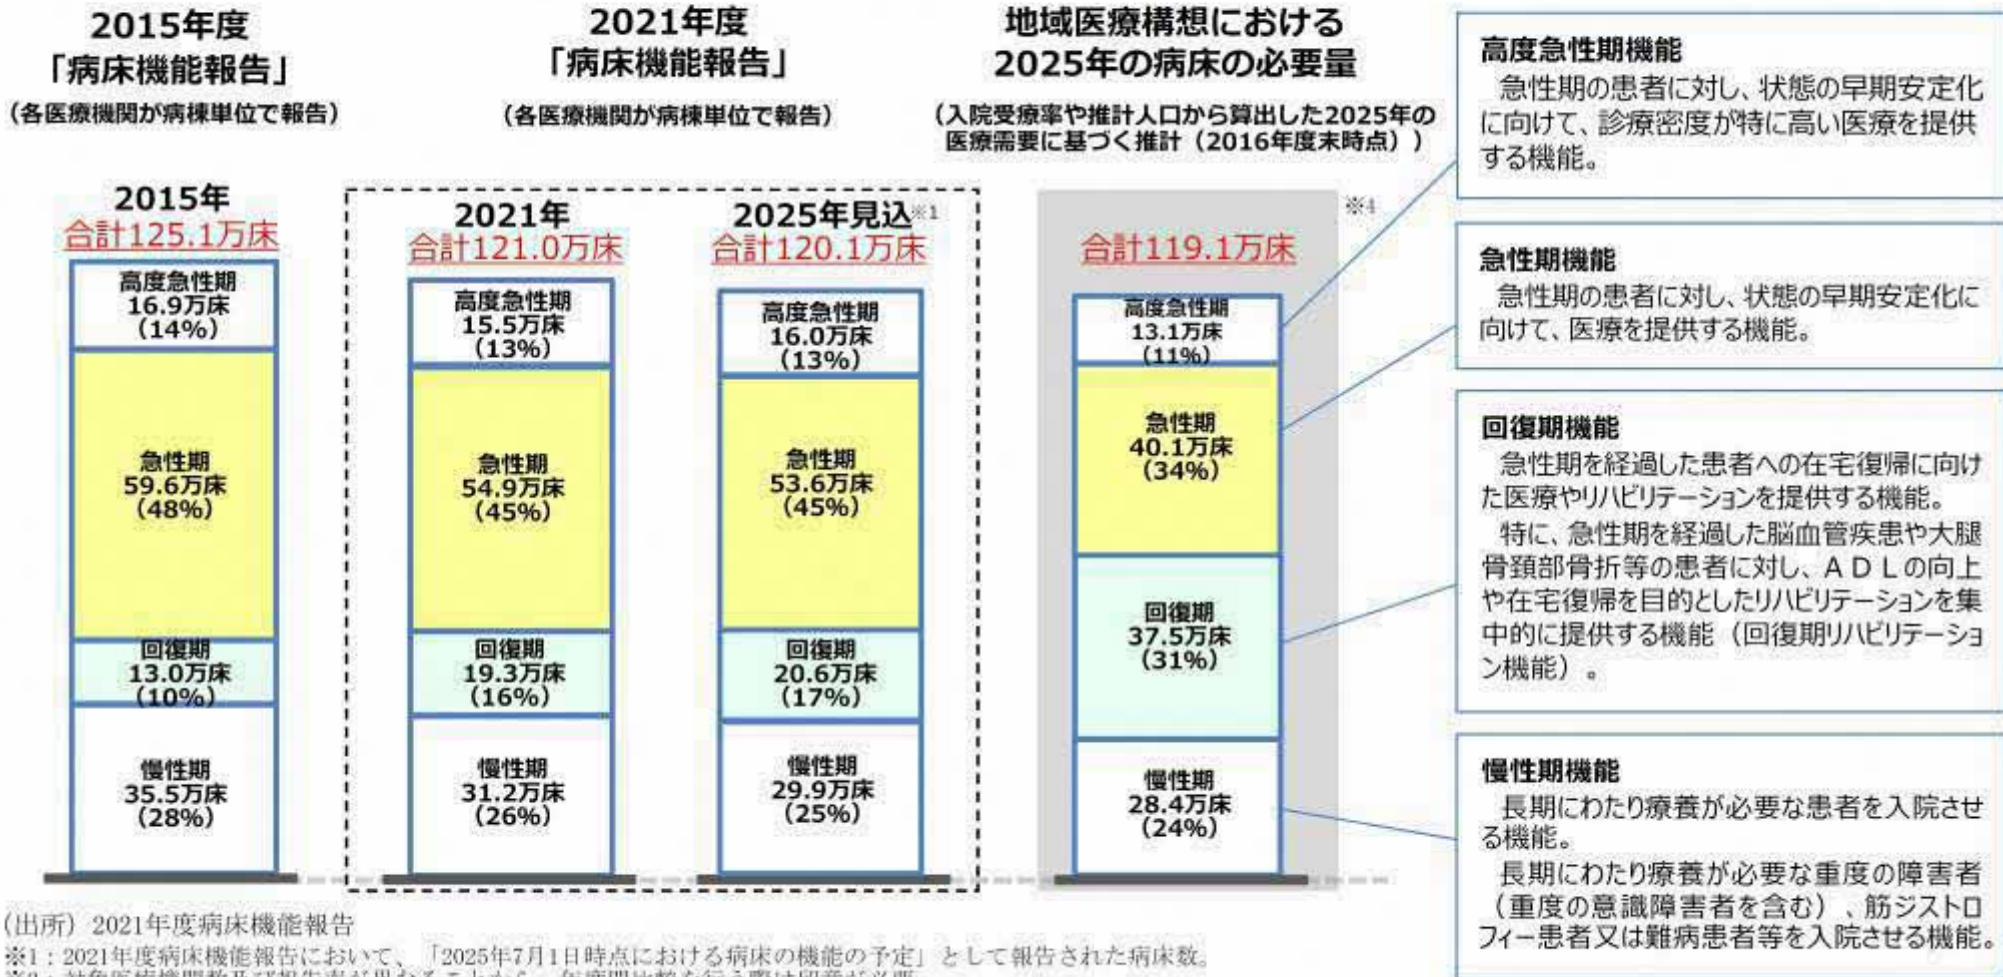 2015年度
「病床機能報告」
(各医療機関が病棟単位で報告)
2021年度
「病床機能報告」
(各医療機関が病棟単位で報告)
地域医療構想における
2025年の病床の必要量
(入院受療率や推計人口から算出した2025年の
医療需要に基づく推計(2016年度末時点))
2015年
合計125.1万床
高度急性期
16.9万床
(14%)
急性期
59.6万床
(48%)
回復期
13.0万床
(10%)
慢性期
35.5万床
(28%)
2021年
合計121.0万床
高度急性期
15.5万床
(13%)
急性期
54.9万床
(45%)
回復期
19.3万床
(16%)
慢性期
31.2万床
(26%)
2025年見込※1
合計120.1万床
高度急性期
16.0万床
(13%)
急性期
53.6万床
(45%)
回復期
20.6万床
(17%)
慢性期
29.9万床
(25%)
※4
合計119.1万床
高度急性期
13.1万床
(11%)
急性期
40.1万床
(34%)
回復期
37.5万床
(31%)
慢性期
28.4万床
(24%)
高度急性期機能
急性期の患者に対し、状態の早期安定化
に向けて、診療密度が特に高い医療を提供
する機能。
急性期機能
急性期の患者に対し、状態の早期安定化に
向けて、医療を提供する機能。
回復期機能
急性期を経過した患者への在宅復帰に向け
た医療やリハビリテーションを提供する機能。
特に、急性期を経過した脳血管疾患や大腿
骨頚部骨折等の患者に対し、ADLの向上
や在宅復帰を目的としたリハビリテーションを集
中的に提供する機能(回復期リハビリテーショ
ン機能)。
慢性期機能
長期にわたり療養が必要な患者を入院させ
る機能。
長期にわたり療養が必要な重度の障害者
(重度の意識障害者を含む)、筋ジストロ
フィー患者又は難病患者等を入院させる機能。
(出所) 2021年度病床機能報告
※1:2021年度病床機能報告において、「2025年7月1日時点における病床の機能の予定」として報告された病床数。